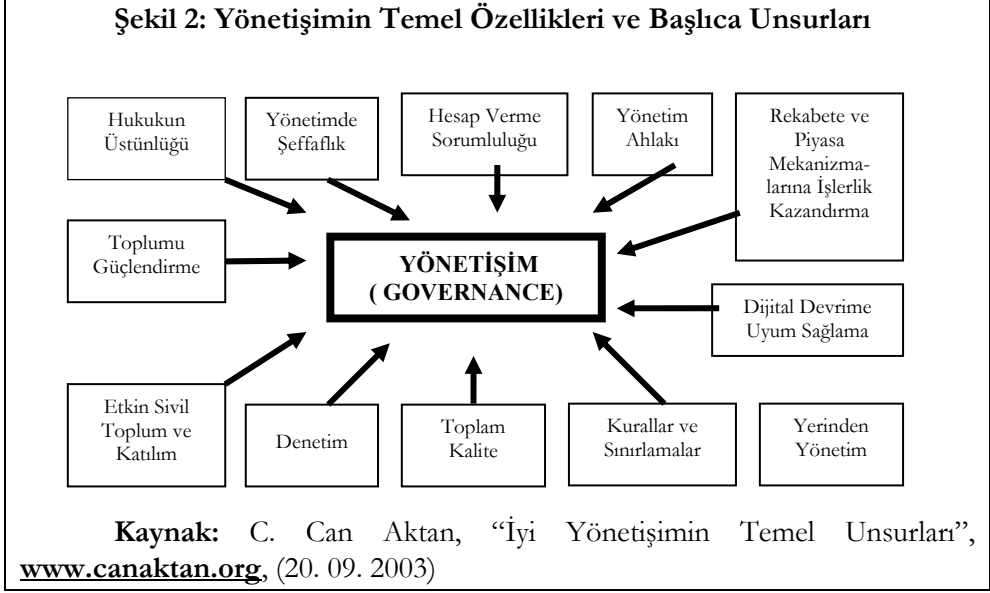 Şekil 2: Yönetişimin Temel Özellikleri ve Başlıca Unsurları
Hukukun
Üstünlüğü
Yönetimde
Şeffaflık
Hesap Verme
Sorumluluğu
Yönetim
Ahlakı
Rekabete ve
Piyasa
Mekanizma-
larına İşlerlik
Kazandırma
Toplumu
Güçlendirme
YÖNETİŞİM
( GOVERNANCE)
Dijital Devrime
Uyum Sağlama
Etkin Sivil
Toplum ve
Katılım
Denetim
Toplam
Kalite
Kurallar ve
Sınırlamalar
Yerinden
Yönetim
Kaynak: C. Can Aktan, “İyi Yönetişimin Temel Unsurları”,
www.canaktan.org, (20. 09. 2003)